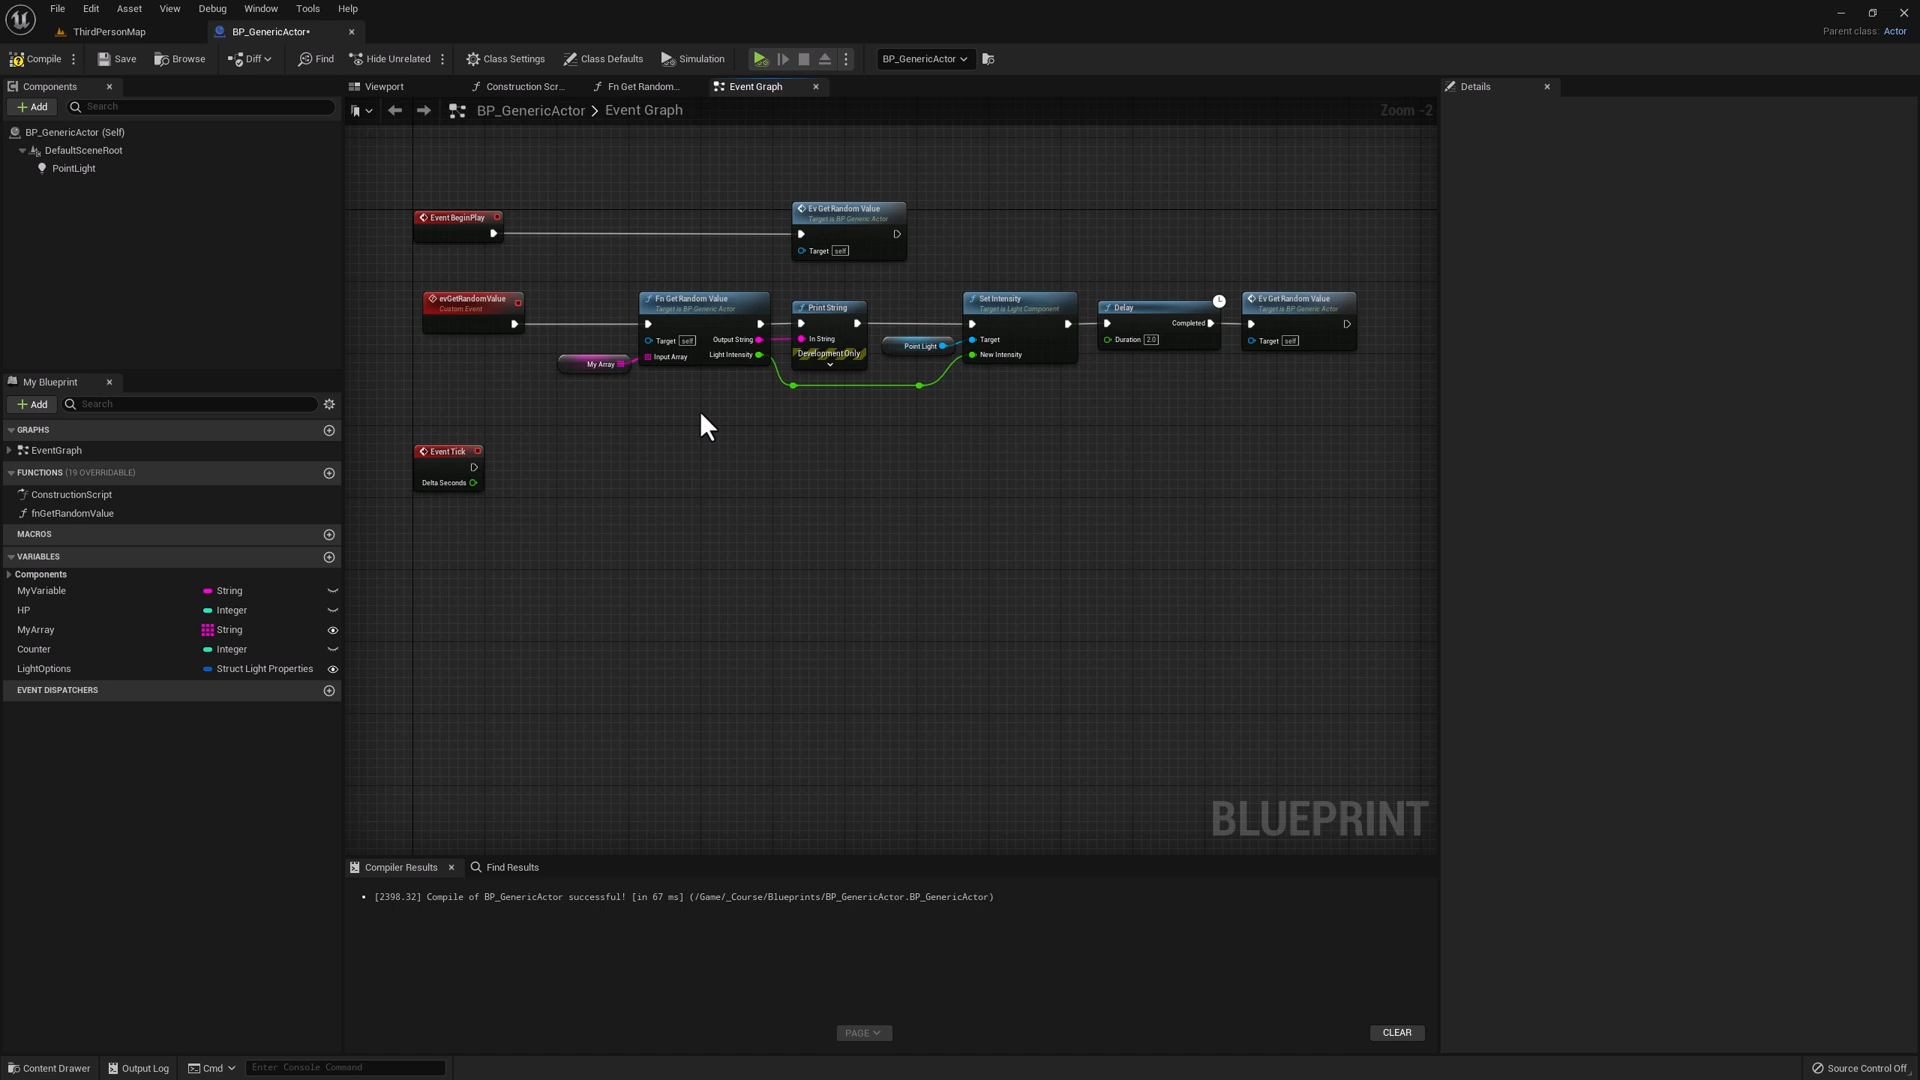 File Edit Asset View Debug Window Tools Help
ThirdPersonMap
BP_GenericActor•
Parent class: Actor
Compile
Save
Browse
Diff
Find
Hide Unrelated
Class Settings
Class Defaults
Simulation
BP_GenericActor
Components
Add
Search
BP_GenericActor (Self)
DefaultSceneRoot
PointLight
My Blueprint
Add
Search
GRAPHS
EventGraph
FUNCTIONS (19 OVERRIDABLE)
ConstructionScript
fnGetRandomValue
MACROS
VARIABLES
Components
MyVariable String
HP Integer
MyArray String
Counter Integer
LightOptions Struct Light Properties
EVENT DISPATCHERS
Viewport
Construction Scr...
Fn Get Random...
Event Graph
BP_GenericActor > Event Graph
Zoom -2
Event BeginPlay
Ev Get Random Value
Target is BP Generic Actor
Target self
evGetRandomValue
Custom Event
My Array
Fn Get Random Value
Target is BP Generic Actor
Target self
Output String
Input Array
Light Intensity
Print String
In String
Development Only
Point Light
Set Intensity
Target is Light Component
Target
New Intensity
Delay
Completed
Duration 2.0
Ev Get Random Value
Target is BP Generic Actor
Target self
Event Tick
Delta Seconds
BLUEPRINT
Compiler Results
Find Results
• [2398.32] Compile of BP_GenericActor successful! [in 67 ms] (/Game/_Course/Blueprints/BP_GenericActor.BP_GenericActor)
PAGE
CLEAR
Details
Content Drawer
Output Log
Cmd
Enter Console Command
Source Control Off